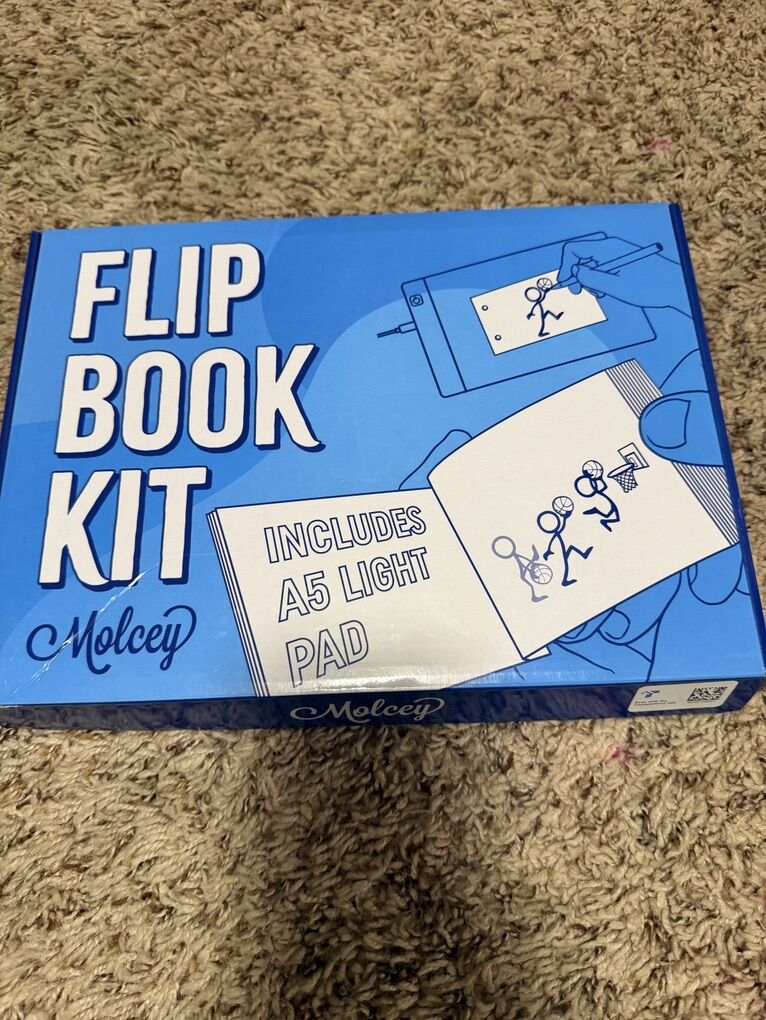 FLIP
BOOK
KIT
Molcey
INCLUDES
A5 LIGHT
PAD
Molcey